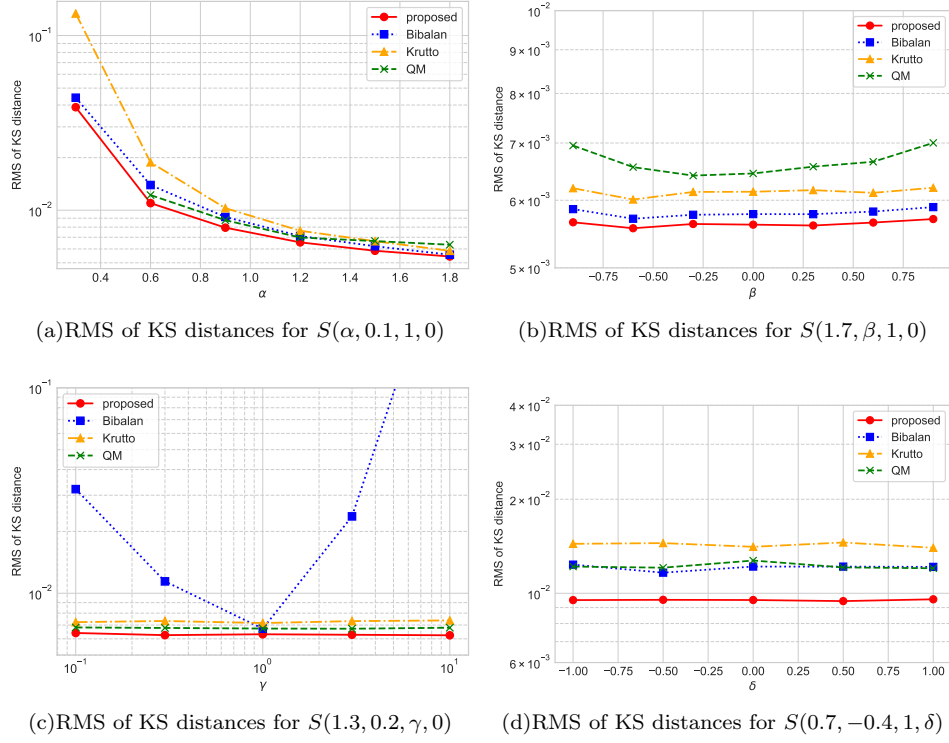 10⁻¹
10⁻²
RMS of KS distance
0.4 0.6 0.8 1.0 1.2 1.4 1.6 1.8
α
proposed
Bibalan
Krutto
QM
(a)RMS of KS distances for S(α, 0.1, 1, 0)
10⁻²
9 × 10⁻³
8 × 10⁻³
7 × 10⁻³
6 × 10⁻³
5 × 10⁻³
RMS of KS distance
−0.75 −0.50 −0.25 0.00 0.25 0.50 0.75
β
proposed
Bibalan
Krutto
QM
(b)RMS of KS distances for S(1.7, β, 1, 0)
10⁻¹
10⁻²
RMS of KS distance
10⁻¹ 10⁰ 10¹
γ
proposed
Bibalan
Krutto
QM
(c)RMS of KS distances for S(1.3, 0.2, γ, 0)
4 × 10⁻²
3 × 10⁻²
2 × 10⁻²
10⁻²
6 × 10⁻³
RMS of KS distance
−1.00 −0.75 −0.50 −0.25 0.00 0.25 0.50 0.75 1.00
δ
proposed
Bibalan
Krutto
QM
(d)RMS of KS distances for S(0.7, −0.4, 1, δ)